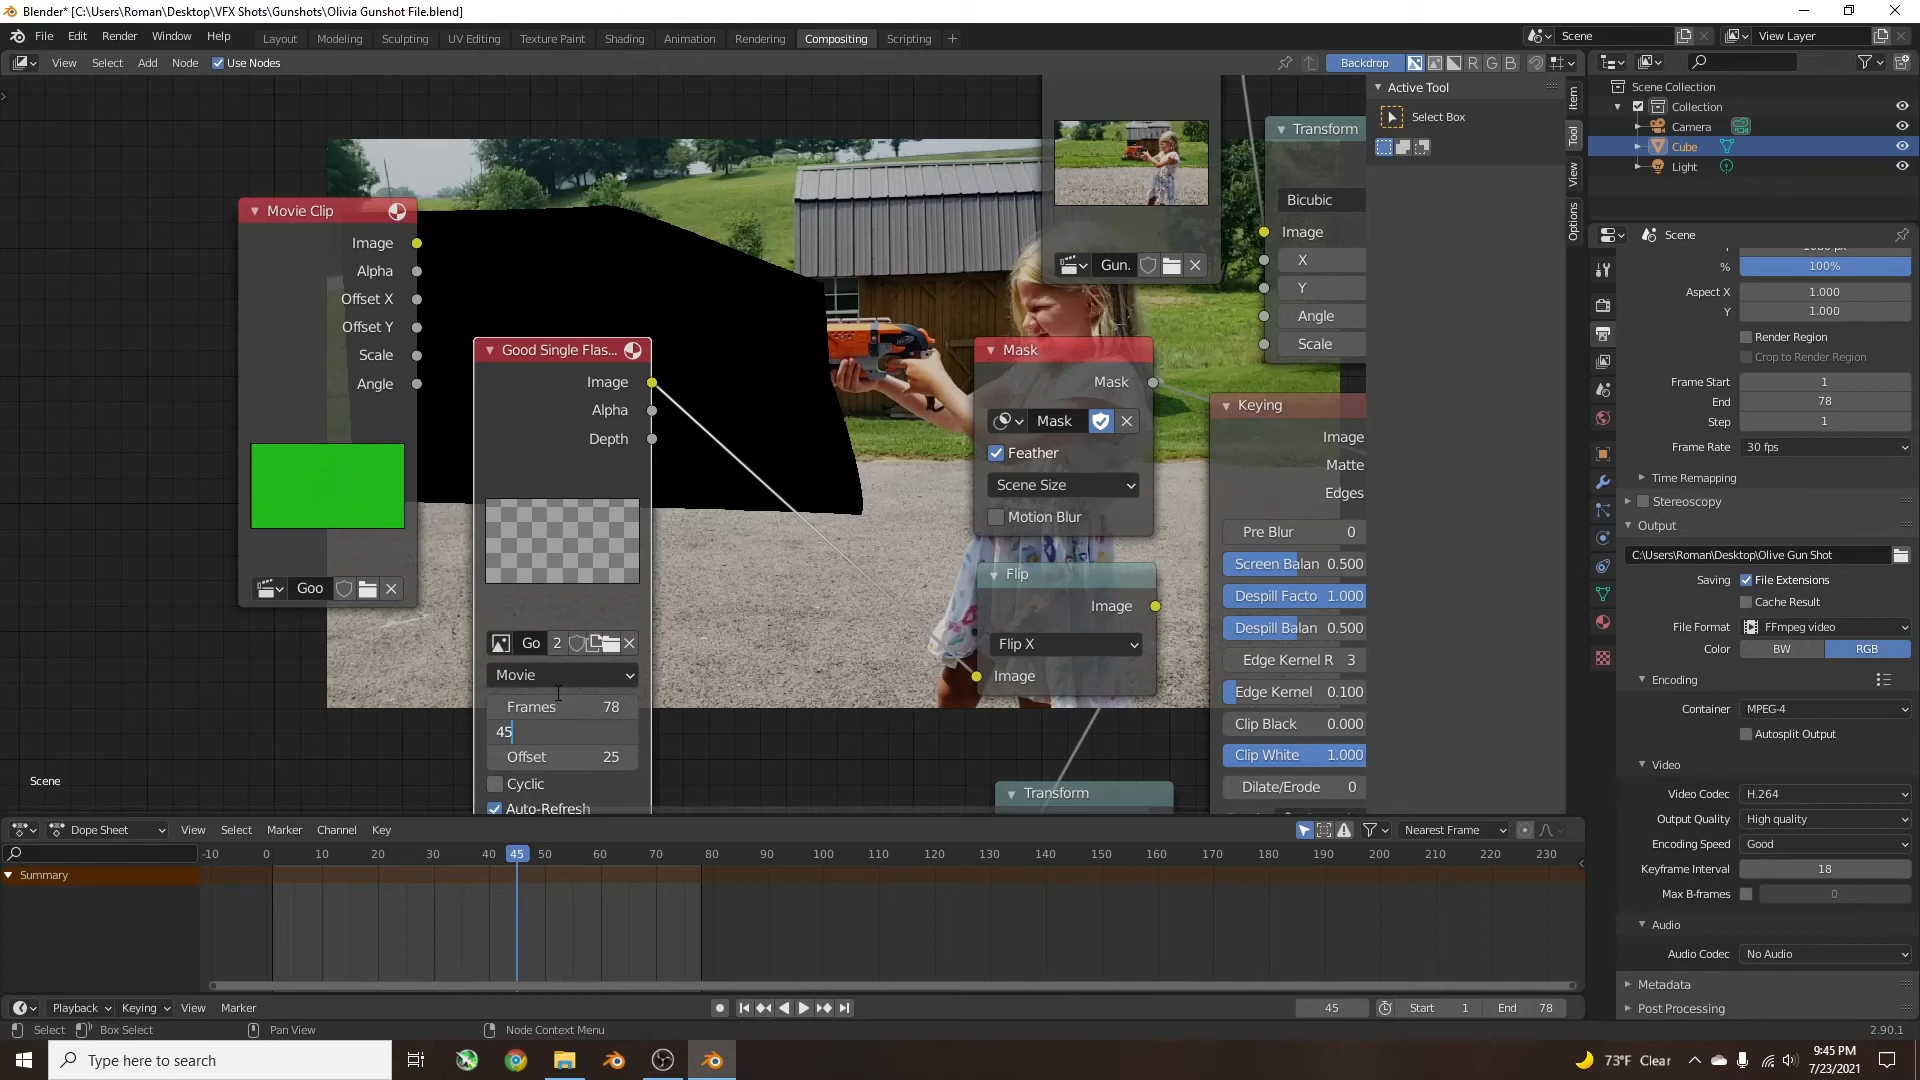 Blender* [C:\Users\Roman\Desktop\VFX Shots\Gunshots\Olivia Gunshot File.blend]
File Edit Render Window Help Layout Modeling Sculpting UV Editing Texture Paint Shading Animation Rendering Compositing Scripting + Scene View Layer
View Select Add Node Use Nodes Backdrop R G B
Active Tool
Select Box
Item
Tool
View
Options
Scene Collection
Collection
Camera
Cube
Light
Scene
1080 px
% 100%
Aspect X 1.000
Y 1.000
Render Region
Crop to Render Region
Frame Start 1
End 78
Step 1
Frame Rate 30 fps
Time Remapping
Stereoscopy
Output
C:\Users\Roman\Desktop\Olive Gun Shot
Saving File Extensions
Cache Result
File Format FFmpeg video
Color BW RGB
Encoding
Container MPEG-4
Autosplit Output
Video
Video Codec H.264
Output Quality High quality
Encoding Speed Good
Keyframe Interval 18
Max B-frames 0
Audio
Audio Codec No Audio
Metadata
Post Processing
Movie Clip
Image
Alpha
Offset X
Offset Y
Scale
Angle
Goo
Good Single Flas...
Image
Alpha
Depth
Go 2
Movie
Frames 78
45
Offset 25
Cyclic
Auto-Refresh
Gun.
Mask
Mask
Mask
Feather
Scene Size
Motion Blur
Flip
Image
Flip X
Image
Transform
Transform
Bicubic
Image
X
Y
Angle
Scale
Keying
Image
Matte
Edges
Pre Blur 0
Screen Balan 0.500
Despill Facto 1.000
Despill Balan 0.500
Edge Kernel R 3
Edge Kernel 0.100
Clip Black 0.000
Clip White 1.000
Dilate/Erode 0
Scene
Dope Sheet View Select Marker Channel Key Nearest Frame
-10 0 10 20 30 40 45 50 60 70 80 90 100 110 120 130 140 150 160 170 180 190 200 210 220 230
Summary
Playback Keying View Marker 45 Start 1 End 78
Select Box Select Pan View Node Context Menu 2.90.1
Type here to search 73°F Clear 9:45 PM
7/23/2021